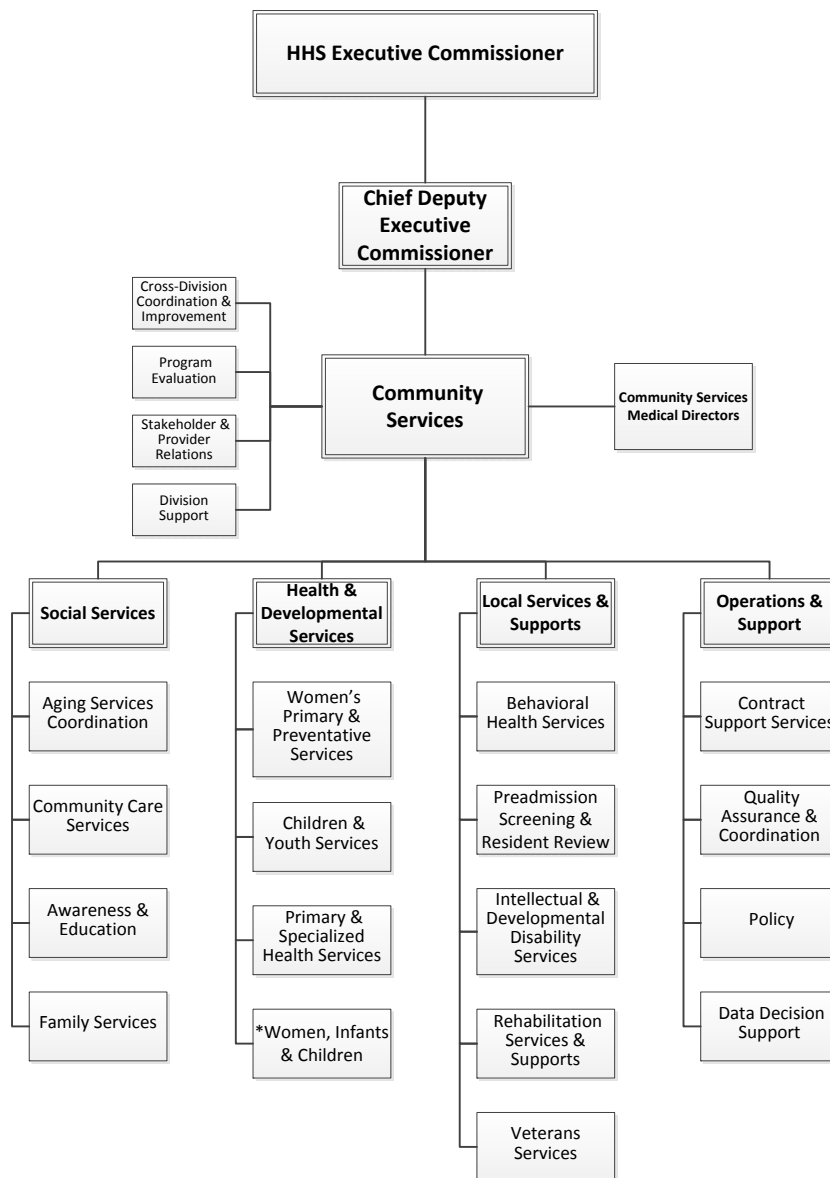 HHS Executive Commissioner
Chief Deputy
Executive
Commissioner
Cross-Division
Coordination &
Improvement
Program
Evaluation
Stakeholder &
Provider
Relations
Division
Support
Community
Services
Community Services
Medical Directors
Social Services
Aging Services
Coordination
Community Care
Services
Awareness &
Education
Family Services
Health &
Developmental
Services
Women’s
Primary &
Preventative
Services
Children &
Youth Services
Primary &
Specialized
Health Services
*Women, Infants
& Children
Local Services &
Supports
Behavioral
Health Services
Preadmission
Screening &
Resident Review
Intellectual &
Developmental
Disability
Services
Rehabilitation
Services &
Supports
Veterans
Services
Operations &
Support
Contract
Support Services
Quality
Assurance &
Coordination
Policy
Data Decision
Support